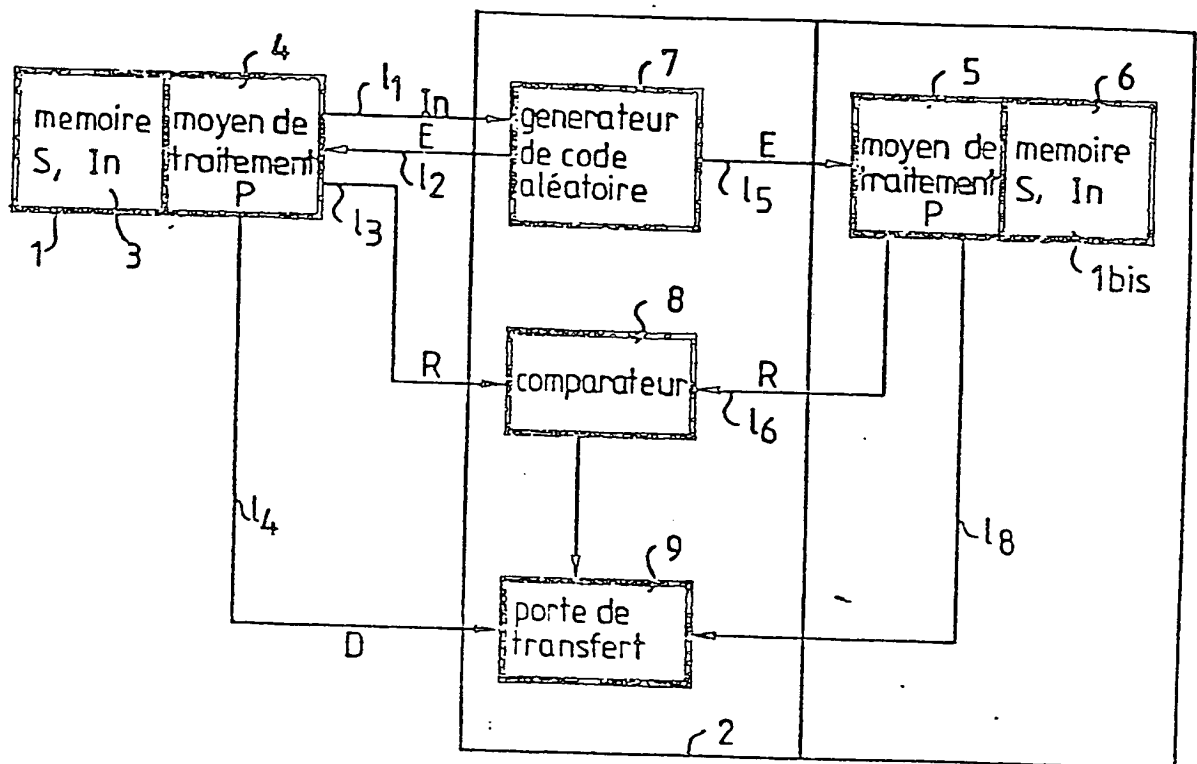 4
7
5
6
l1
In
memoire
S, In
moyen de
traitement
P
E
l2
l3
generateur
de code
aléatoire
E
l5
moyen de
traitement
P
memoire
S, In
1
3
1bis
8
R
comparateur
R
l6
l4
l8
9
porte de
transfert
D
2